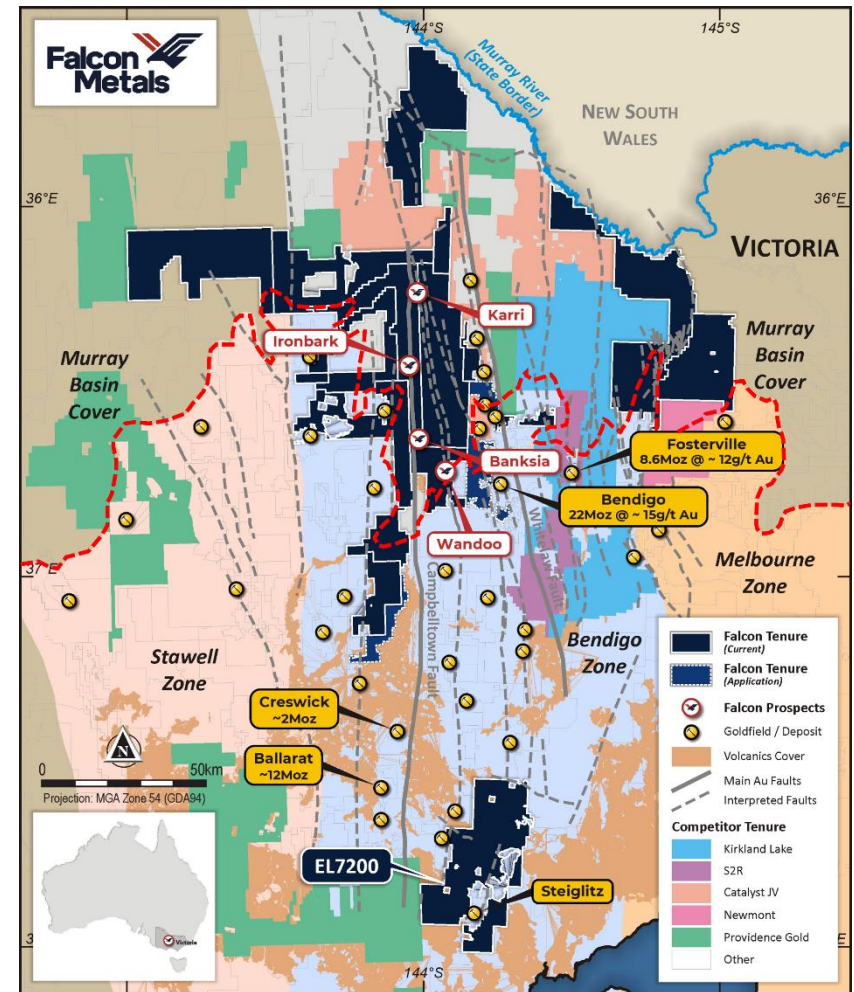 Falcon
Metals
144°S
145°S
Murray River
(State Border)
NEW SOUTH
WALES
36°E
36°E
VICTORIA
Karri
Ironbark
Murray
Basin
Cover
Murray
Basin
Cover
Banksia
Fosterville
8.6Moz @ ~ 12g/t Au
Bendigo
22Moz @ ~ 15g/t Au
Wandoo
Whitelaw Fault
37°E
Campbelltown Fault
Melbourne
Zone
Stawell
Zone
Bendigo
Zone
Creswick
~2Moz
Ballarat
~12Moz
N
0
50km
Projection: MGA Zone 54 (GDA94)
EL7200
Steiglitz
Victoria
144°S
Falcon Tenure
(Current)
Falcon Tenure
(Application)
Falcon Prospects
Goldfield / Deposit
Volcanics Cover
Main Au Faults
Interpreted Faults
Competitor Tenure
Kirkland Lake
S2R
Catalyst JV
Newmont
Providence Gold
Other